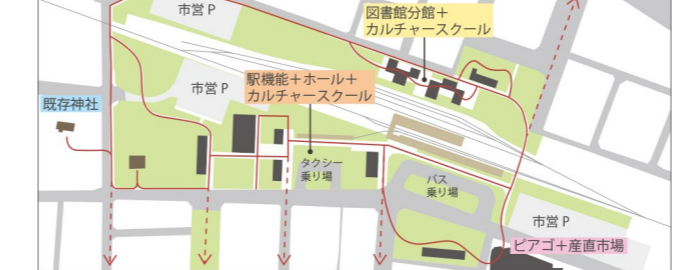 市営 P
図書館分館＋
カルチャースクール
市営 P
駅機能＋ホール＋
カルチャースクール
既存神社
タクシー
乗り場
バス
乗り場
市営 P
ピアゴ＋産直市場